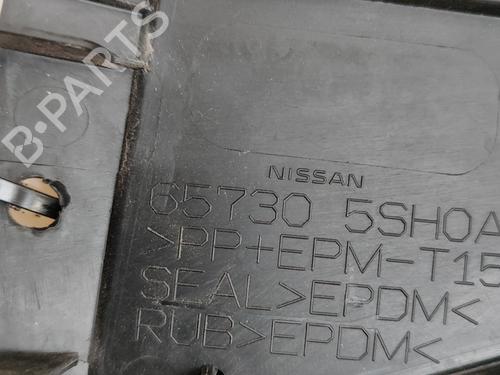 B-PARTS
NISSAN
65730 5SH0A
>PP+EPM-T15
SEAL>EPDM<
RUB>EPDM<